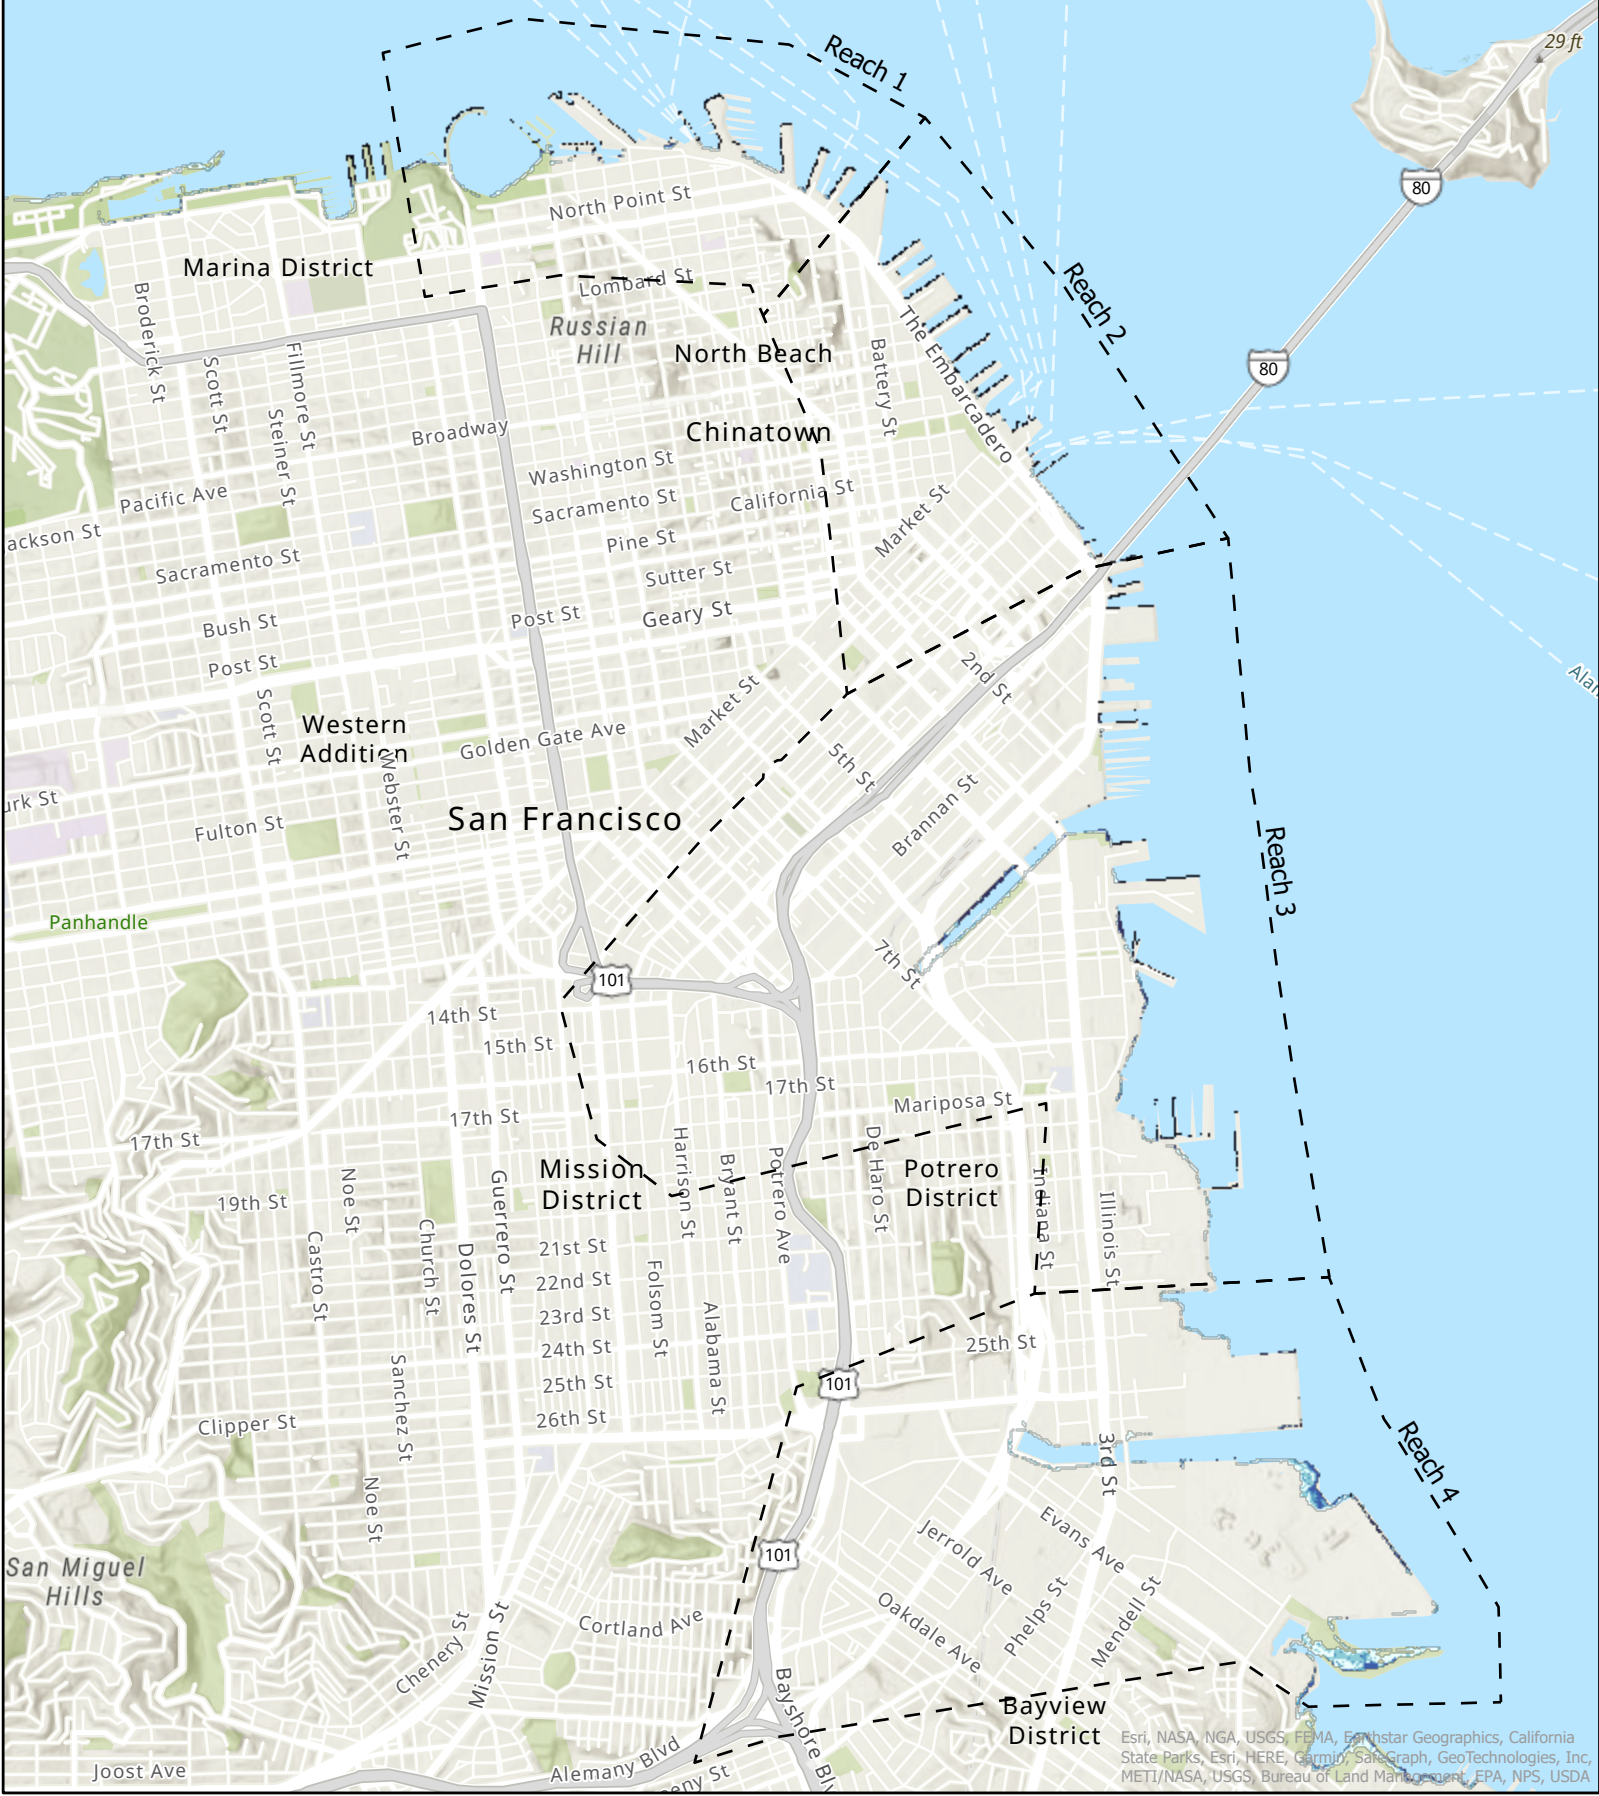 29 ft
Reach 1
80
North Point St
Marina District
Lombard St
Reach 2
Russian
Hill
North Beach
80
Broderick St
Scott St
Fillmore St
Steiner St
Battery St
The Embarcadero
Broadway
Chinatown
Washington St
Pacific Ave
Sacramento St
California St
Market St
ackson St
Pine St
Sacramento St
Sutter St
Bush St
Post St
Geary St
Post St
2nd St
Alan
Scott St
Western
Addition
Market St
Golden Gate Ave
5th St
Webster St
urk St
Fulton St
San Francisco
Brannan St
Reach 3
Panhandle
7th St
101
14th St
15th St
16th St
17th St
17th St
Mariposa St
17th St
Harrison St
Bryant St
Potrero Ave
De Haro St
Mission
District
Potrero
District
Indiana St
Illinois St
19th St
Noe St
Guerrero St
Church St
Castro St
Dolores St
21st St
22nd St
23rd St
24th St
25th St
26th St
Folsom St
Alabama St
25th St
101
Sanchez St
Clipper St
Noe St
3rd St
Reach 4
Evans Ave
Jerrold Ave
101
San Miguel
Hills
Phelps St
Mendell St
Oakdale Ave
Cortland Ave
Chenery St
Mission St
Bayshore Blv
Bayview
District
Joost Ave
Alemany Blvd
eny St
Esri, NASA, NGA, USGS, FEMA, Earthstar Geographics, California
State Parks, Esri, HERE, Garmin, SafeGraph, GeoTechnologies, Inc,
METI/NASA, USGS, Bureau of Land Management, EPA, NPS, USDA